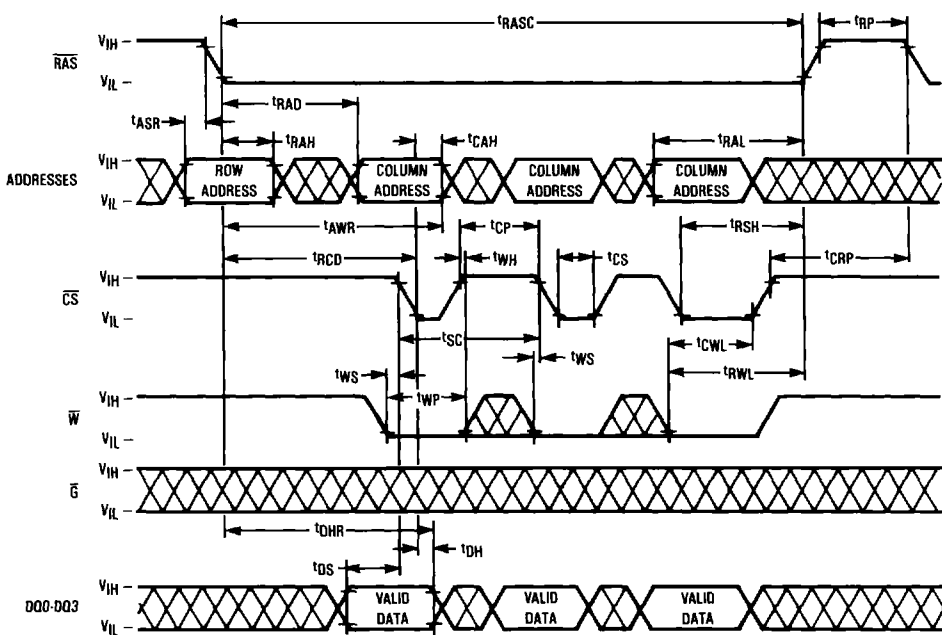 tRASC
tRP
RAS
VIH
VIL
tRAD
tASR
tRAH
tCAH
tRAL
ADDRESSES
VIH
VIL
ROW
ADDRESS
COLUMN
ADDRESS
COLUMN
ADDRESS
COLUMN
ADDRESS
tAWR
tCP
tRSH
tRCD
tWH
tCS
tCRP
CS
VIH
VIL
tSC
tCWL
tWS
tWS
tRWL
tWP
W
VIH
VIL
G
VIH
VIL
tDHR
tDH
tDS
DQ0-DQ3
VIH
VIL
VALID
DATA
VALID
DATA
VALID
DATA